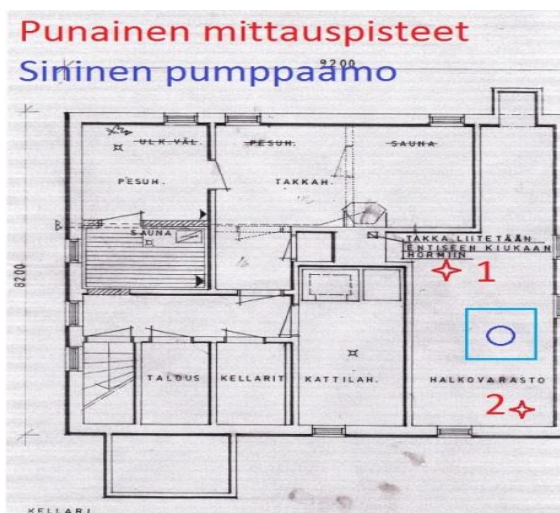 Punainen mittauspisteet
Sininen pumppaamo
9200
ULK. VÄL.
PESUH.
SAUNA
PESUH.
TAKKAH.
SAUNA
TAKKA LIITETÄÄN
ENTISEEN KIUKAAN
HORMIIN
1
8200
TALOUS
KELLARIT
KATTILAH.
HALKOVARASTO
2
KELLARI